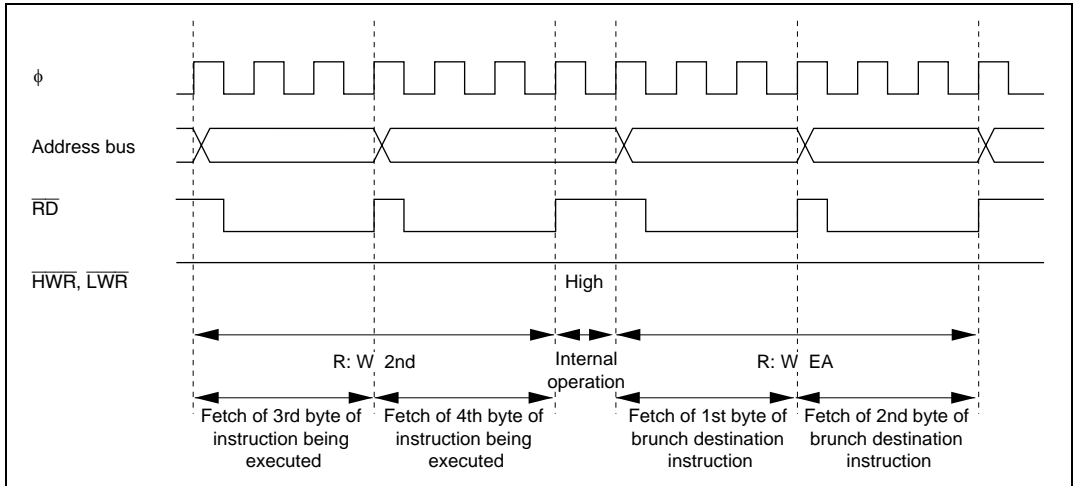 φ
Address bus
RD
HWR, LWR
High
R: W 2nd
Internal
operation
R: W EA
Fetch of 3rd byte of
instruction being
executed
Fetch of 4th byte of
instruction being
executed
Fetch of 1st byte of
brunch destination
instruction
Fetch of 2nd byte of
brunch destination
instruction